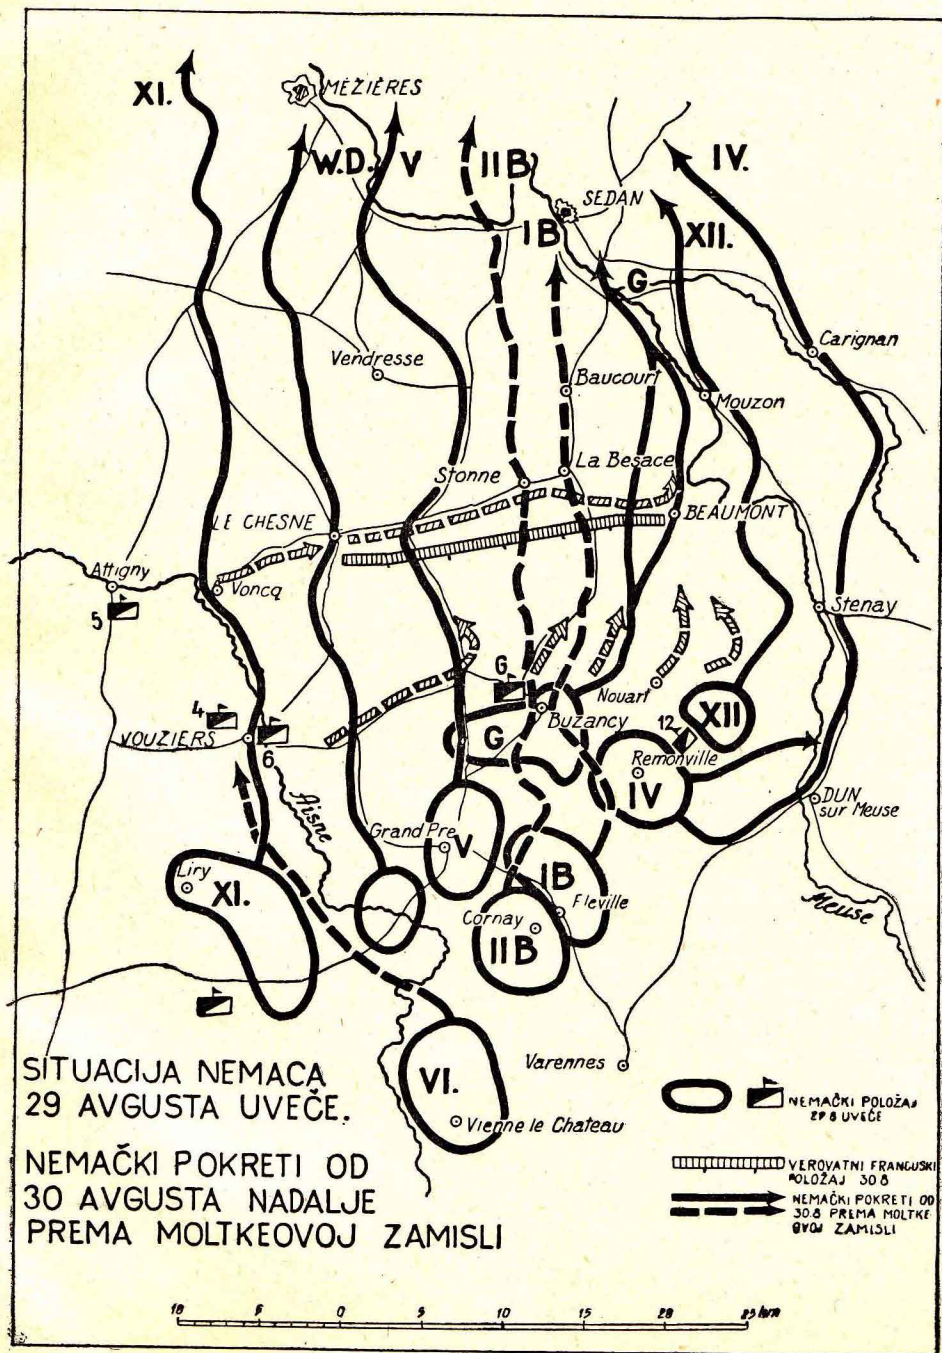 XI.
MÉZIÈRES
W.D.
V
II B
IV.
SEDAN
I B
XII.
G
Carignan
Vendresse
Baucourt
Mouzon
La Besace
Stonne
LE CHESNE
BEAUMONT
Attigny
Voncq
5
Stenay
G
Nouart
4
VOUZIERS
6
Buzancy
G
12
XII
Remonville
IV
DUN
sur Meuse
Aisne
Grand Pre
V
Liry
XI.
I B
Fleville
Cornay
II B
Meuse
VI.
Varennes
Vienne le Chateau
SITUACIJA NEMACA
29 AVGUSTA UVEČE.
NEMAČKI POKRETI OD
30 AVGUSTA NADALJE
PREMA MOLTKEOVOJ ZAMISLI
NEMAČKI POLOŽAJ
29 8 UVEČE
VEROVATNI FRANCUSKI
POLOŽAJ 30 8
NEMAČKI POKRETI OD
30.8 PREMA MOLTKE
OVOJ ZAMISLI
10 5 0 5 10 15 20 25 km